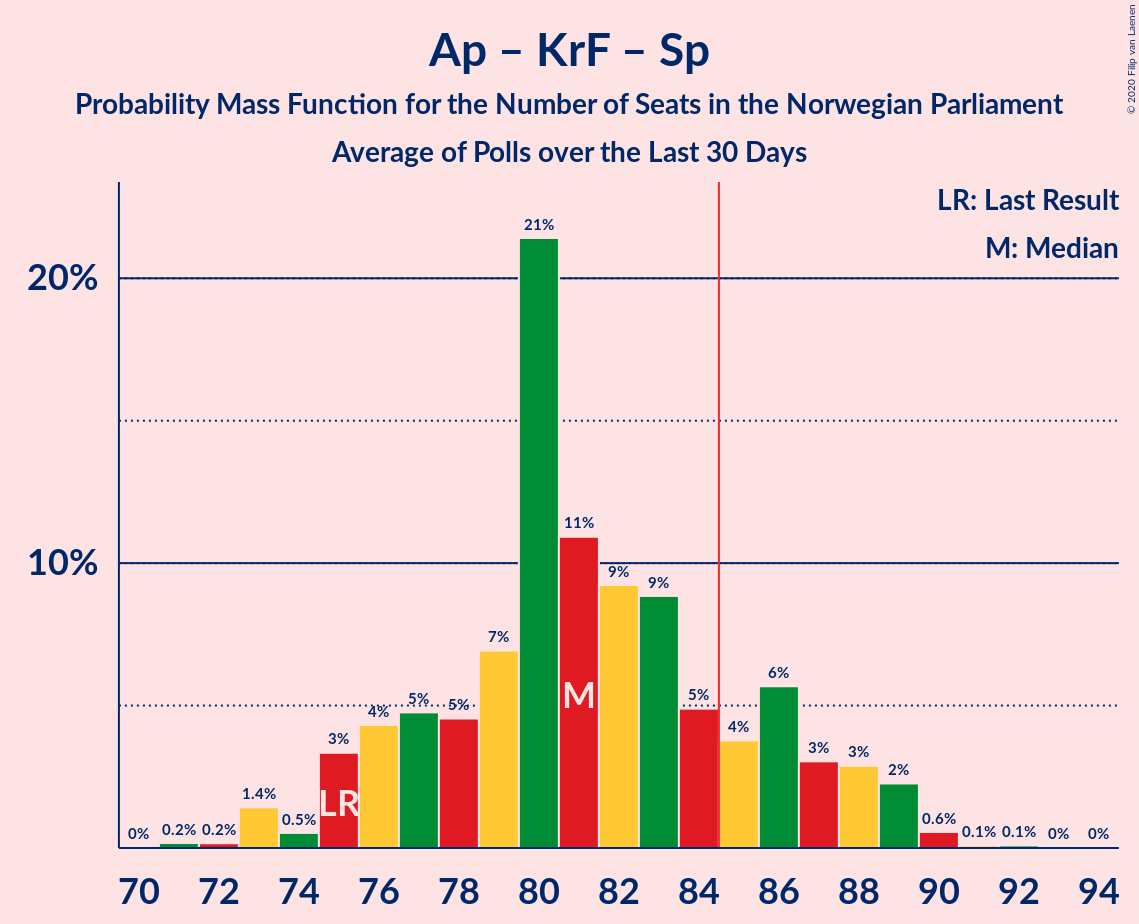 Ap – KrF – Sp
Probability Mass Function for the Number of Seats in the Norwegian Parliament
Average of Polls over the Last 30 Days
© 2020 Filip van Laenen
LR: Last Result
M: Median
20%
10%
0% 0.2% 0.2% 1.4% 0.5% 3% 4% 5% 5% 7% 21% 11% 9% 9% 5% 4% 6% 3% 3% 2% 0.6% 0.1% 0.1% 0% 0%
LR
M
70 72 74 76 78 80 82 84 86 88 90 92 94